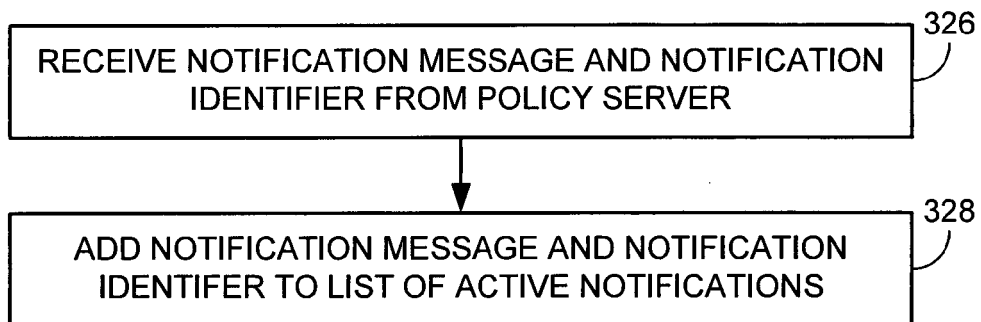 326
RECEIVE NOTIFICATION MESSAGE AND NOTIFICATION
IDENTIFIER FROM POLICY SERVER
328
ADD NOTIFICATION MESSAGE AND NOTIFICATION
IDENTIFER TO LIST OF ACTIVE NOTIFICATIONS